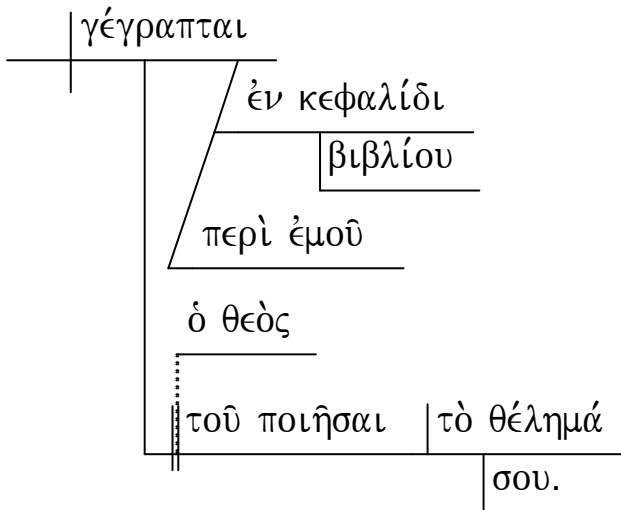 γέγραπται
ἐν κεφαλίδι
βιβλίου
περὶ ἐμοῦ
ὁ θεὸς
τοῦ ποιῆσαι τὸ θέλημά
σου.